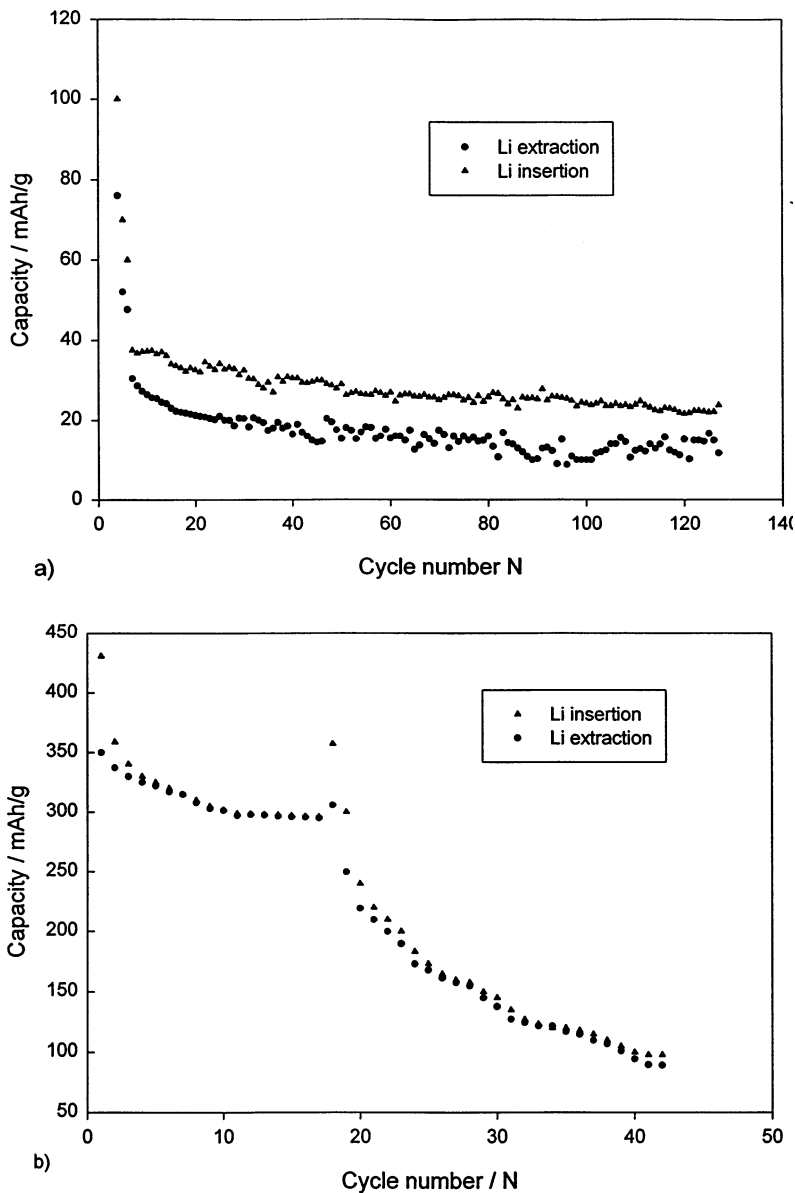 120
100
80
60
40
20
0
Capacity / mAh/g
● Li extraction
▲ Li insertion
0 20 40 60 80 100 120 140
a)
Cycle number N
450
400
350
300
250
200
150
100
50
Capacity / mAh/g
▲ Li insertion
● Li extraction
0 10 20 30 40 50
b)
Cycle number / N